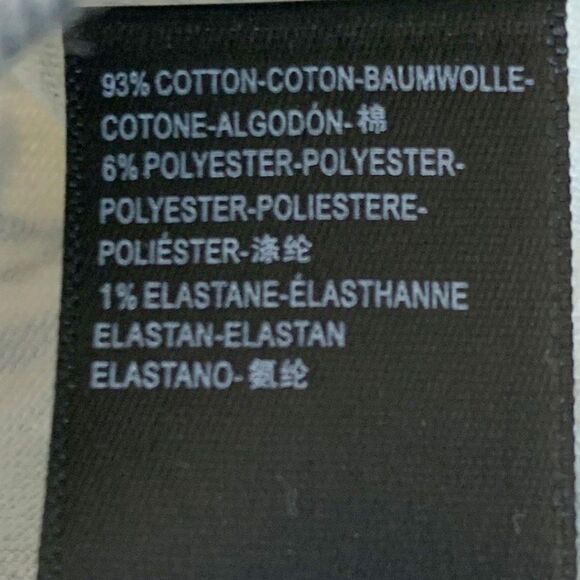 93% COTTON-COTON-BAUMWOLLE-
COTONE-ALGODÓN-棉
6% POLYESTER-POLYESTER-
POLYESTER-POLIESTERE-
POLIÉSTER-涤纶
1% ELASTANE-ÉLASTHANNE
ELASTAN-ELASTAN
ELASTANO-氨纶